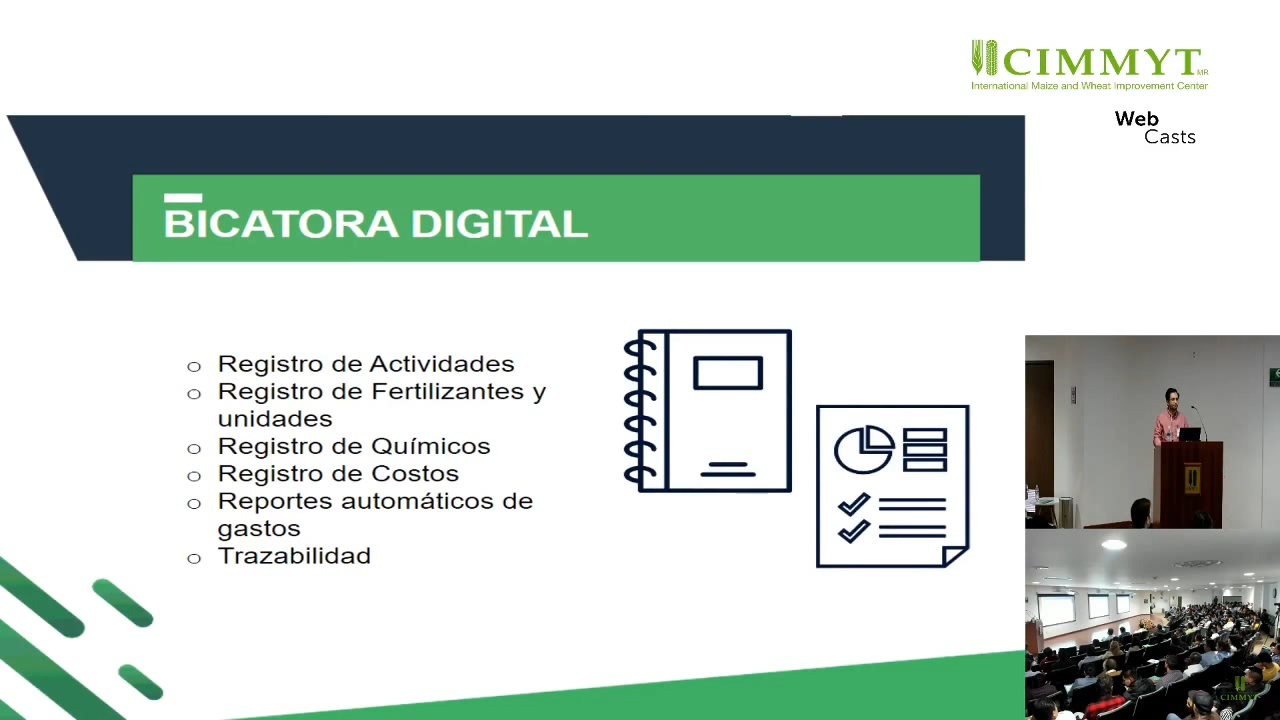 CIMMYT MR
International Maize and Wheat Improvement Center
Web
Casts
BICATORA DIGITAL
o Registro de Actividades
o Registro de Fertilizantes y
unidades
o Registro de Químicos
o Registro de Costos
o Reportes automáticos de
gastos
o Trazabilidad
CIMMYT